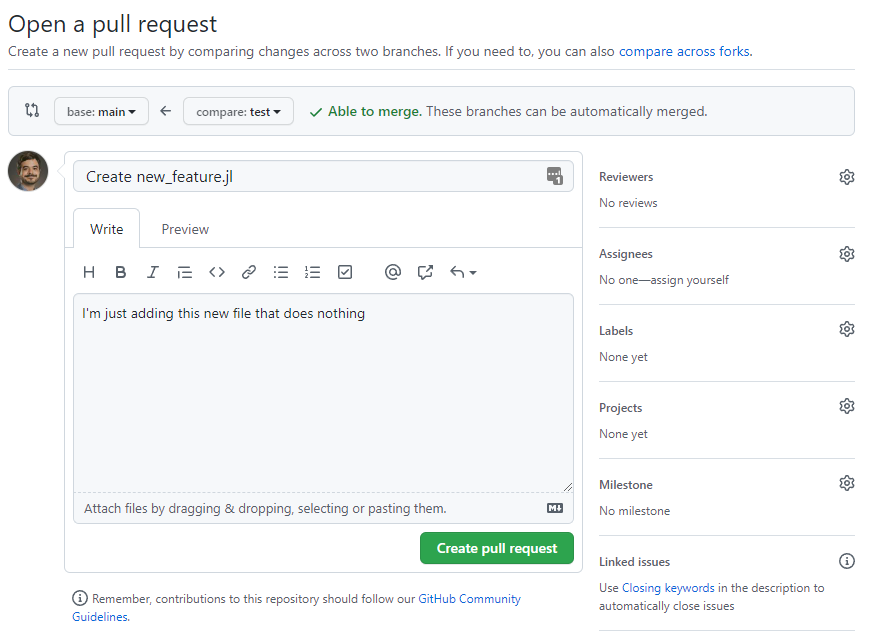 Open a pull request
Create a new pull request by comparing changes across two branches. If you need to, you can also compare across forks.
base: main
compare: test
Able to merge. These branches can be automatically merged.
Create new_feature.jl
1
Write
Preview
H B I
I'm just adding this new file that does nothing
Attach files by dragging & dropping, selecting or pasting them.
M
Create pull request
Remember, contributions to this repository should follow our GitHub Community
Guidelines.
Reviewers
No reviews
Assignees
No one—assign yourself
Labels
None yet
Projects
None yet
Milestone
No milestone
Linked issues
Use Closing keywords in the description to
automatically close issues